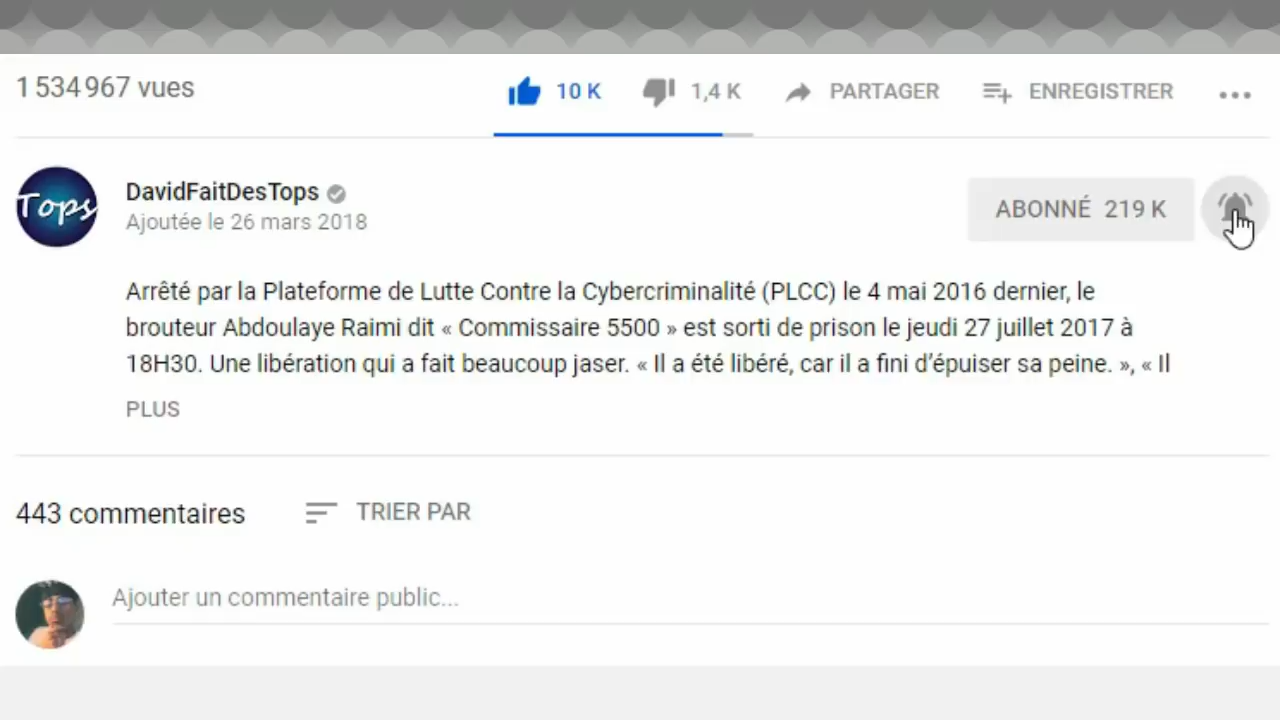 1 534 967 vues
10 K
1,4 K
PARTAGER
ENREGISTRER
Tops
DavidFaitDesTops
Ajoutée le 26 mars 2018
ABONNÉ 219 K
Arrêté par la Plateforme de Lutte Contre la Cybercriminalité (PLCC) le 4 mai 2016 dernier, le
brouteur Abdoulaye Raimi dit « Commissaire 5500 » est sorti de prison le jeudi 27 juillet 2017 à
18H30. Une libération qui a fait beaucoup jaser. « Il a été libéré, car il a fini d’épuiser sa peine. », « Il
PLUS
443 commentaires
TRIER PAR
Ajouter un commentaire public...